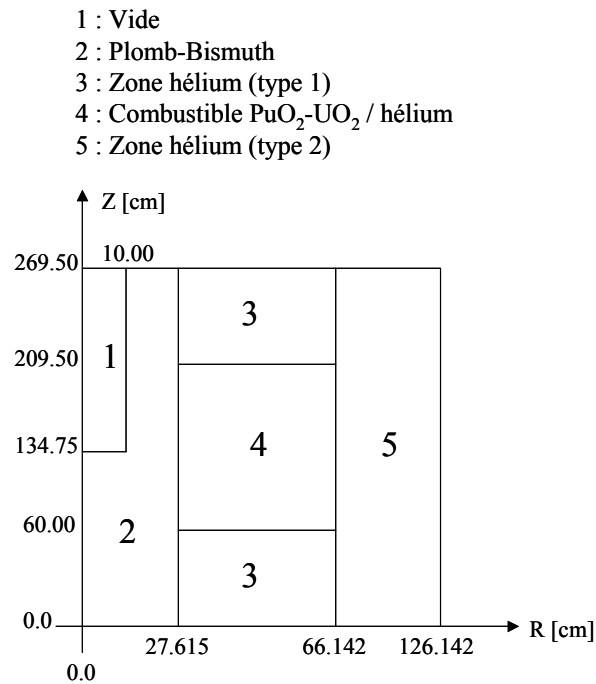 1 : Vide
2 : Plomb-Bismuth
3 : Zone hélium (type 1)
4 : Combustible PuO2-UO2 / hélium
5 : Zone hélium (type 2)
Z [cm]
269.50
10.00
3
209.50
1
134.75
4
5
60.00
2
3
0.0
R [cm]
27.615
66.142
126.142
0.0